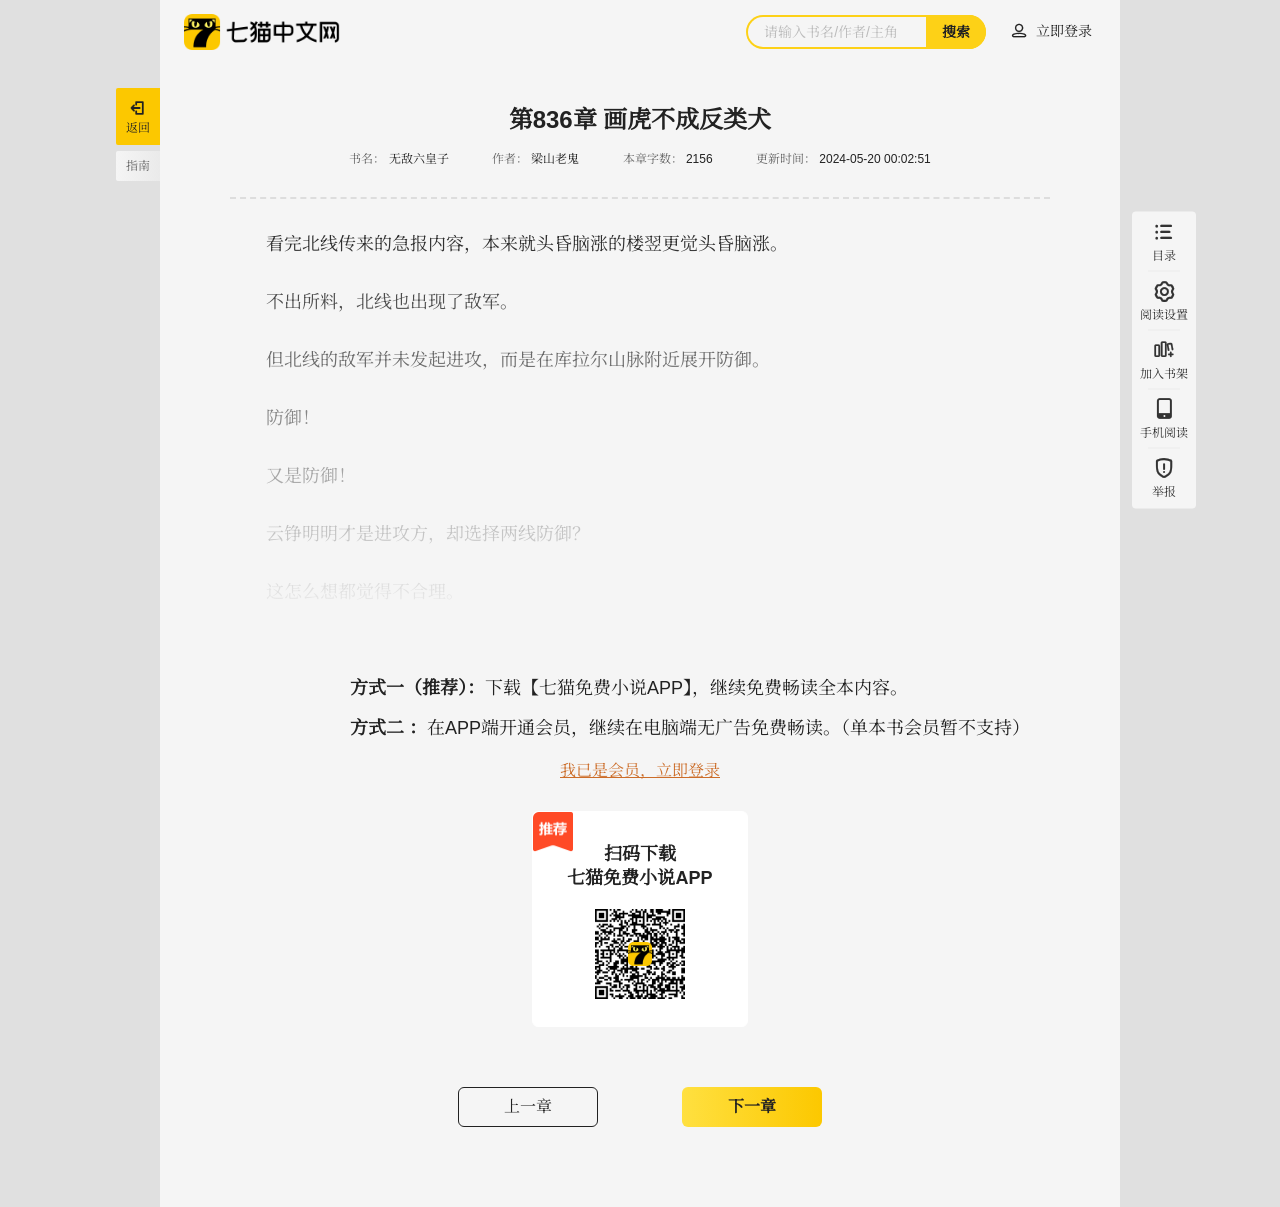 七猫中文网
请输入书名/作者/主角
搜索
立即登录
返回
指南
第836章 画虎不成反类犬
书名： 无敌六皇子 作者： 梁山老鬼 本章字数： 2156 更新时间： 2024-05-20 00:02:51
看完北线传来的急报内容，本来就头昏脑涨的楼翌更觉头昏脑涨。
不出所料，北线也出现了敌军。
但北线的敌军并未发起进攻，而是在库拉尔山脉附近展开防御。
防御！
又是防御！
云铮明明才是进攻方，却选择两线防御？
这怎么想都觉得不合理。
目录
阅读设置
加入书架
手机阅读
举报
方式一（推荐）：下载【七猫免费小说APP】，继续免费畅读全本内容。
方式二 ：在APP端开通会员，继续在电脑端无广告免费畅读。（单本书会员暂不支持）
我已是会员，立即登录
推荐
扫码下载
七猫免费小说APP
上一章
下一章